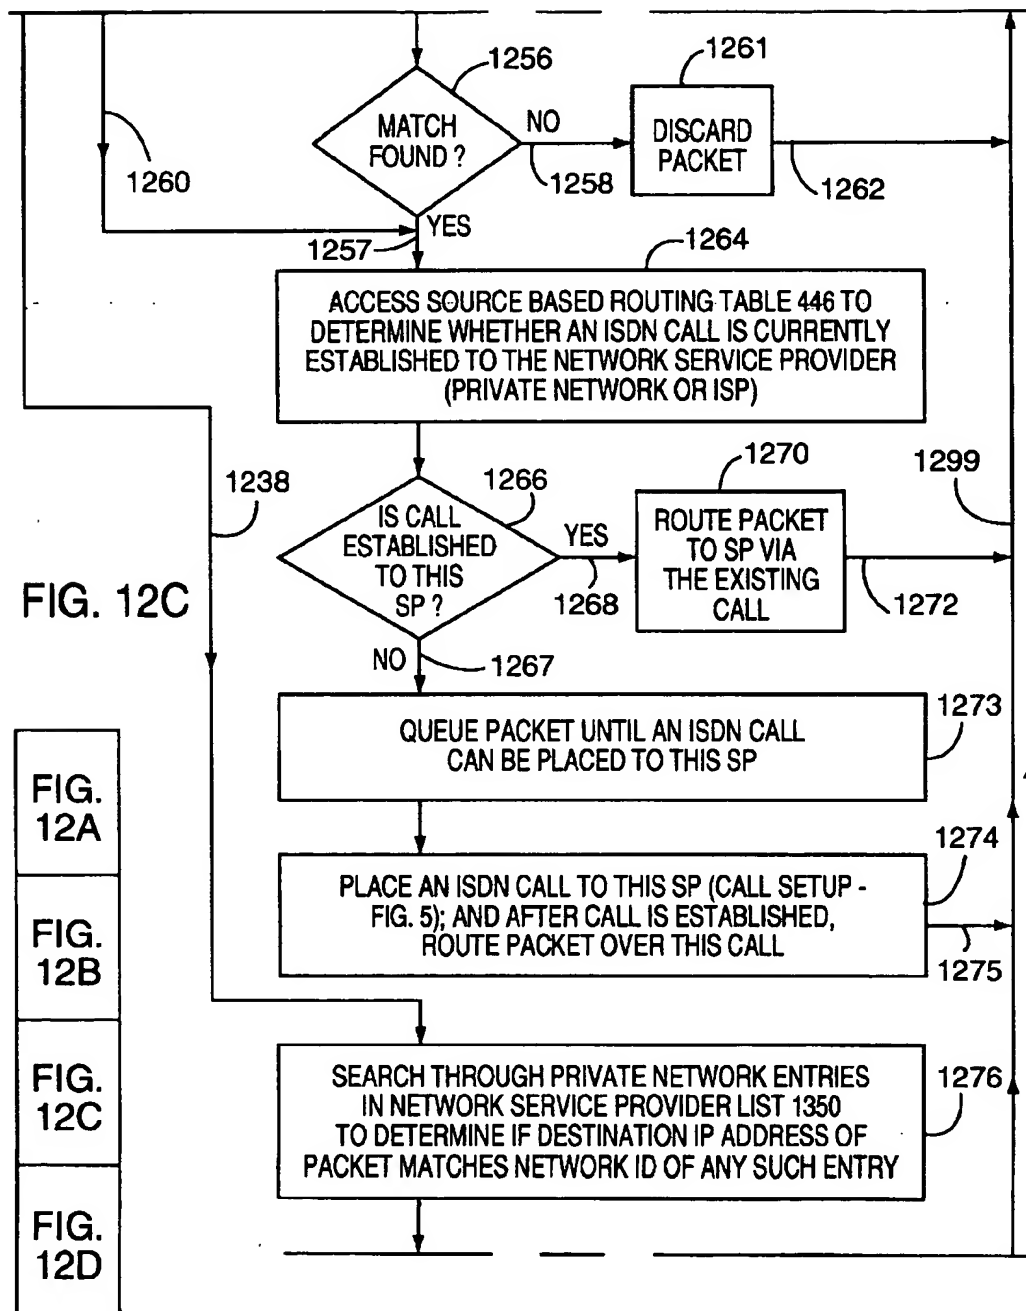 1256
1261
MATCH
FOUND ?
NO
1258
DISCARD
PACKET
1262
1260
YES
1257
1264
ACCESS SOURCE BASED ROUTING TABLE 446 TO
DETERMINE WHETHER AN ISDN CALL IS CURRENTLY
ESTABLISHED TO THE NETWORK SERVICE PROVIDER
(PRIVATE NETWORK OR ISP)
1238
1266
1270
1299
IS CALL
ESTABLISHED
TO THIS
SP ?
YES
1268
ROUTE PACKET
TO SP VIA
THE EXISTING
CALL
1272
FIG. 12C
NO
1267
1273
QUEUE PACKET UNTIL AN ISDN CALL
CAN BE PLACED TO THIS SP
1274
PLACE AN ISDN CALL TO THIS SP (CALL SETUP -
FIG. 5); AND AFTER CALL IS ESTABLISHED,
ROUTE PACKET OVER THIS CALL
1275
1276
SEARCH THROUGH PRIVATE NETWORK ENTRIES
IN NETWORK SERVICE PROVIDER LIST 1350
TO DETERMINE IF DESTINATION IP ADDRESS OF
PACKET MATCHES NETWORK ID OF ANY SUCH ENTRY
FIG.
12A
FIG.
12B
FIG.
12C
FIG.
12D